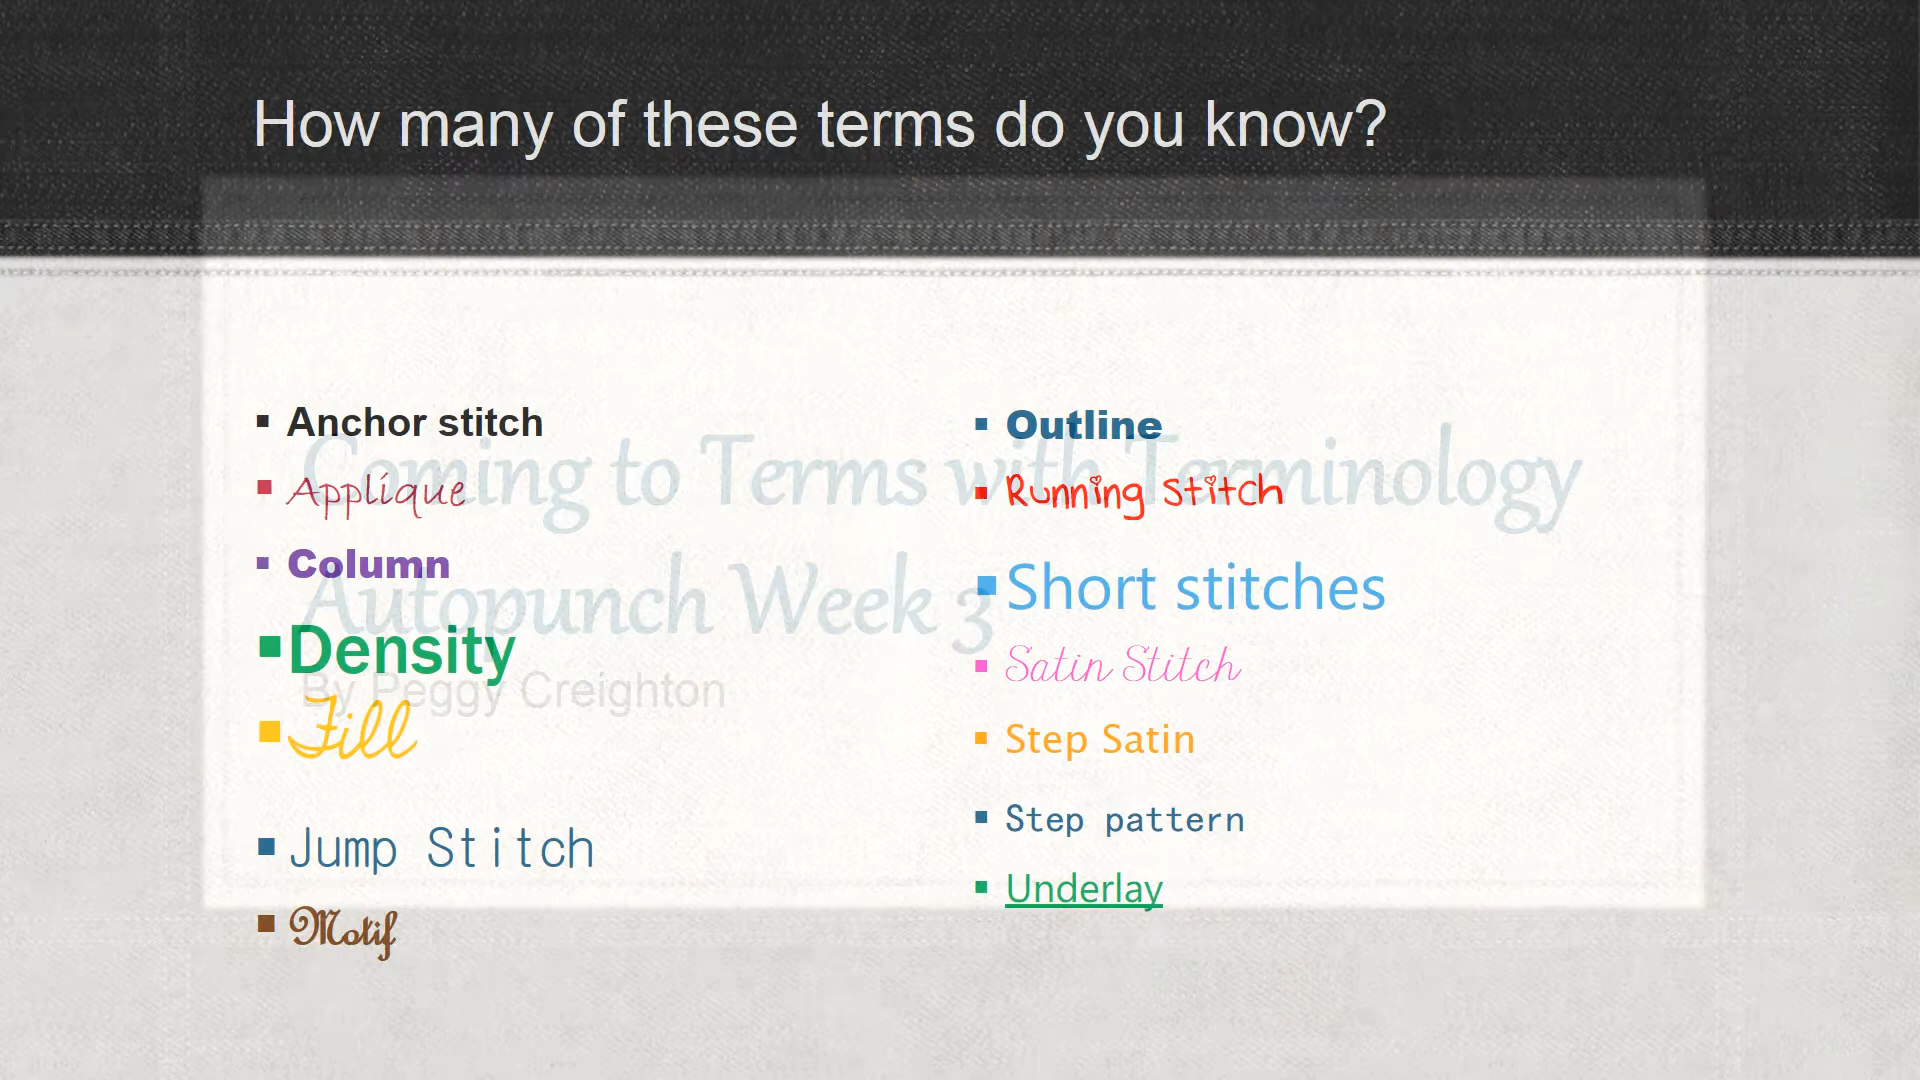 How many of these terms do you know?
Anchor stitch
Applique
Column
Density
Fill
Jump Stitch
Motif
Outline
Running Stitch
Short stitches
Satin Stitch
Step Satin
Step pattern
Underlay
Coming to Terms with Terminology
Autopunch Week 3
By Peggy Creighton